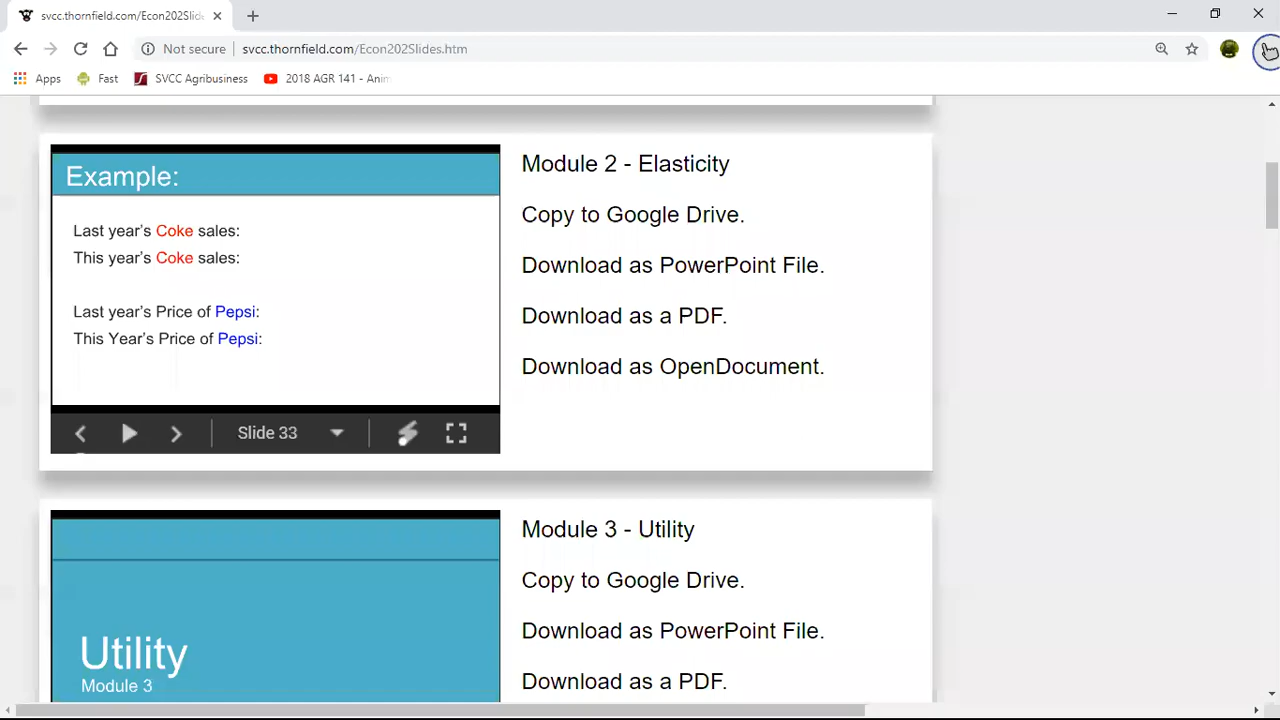 svcc.thornfield.com/Econ202Slide
Not secure
svcc.thornfield.com/Econ202Slides.htm
Apps
Fast
SVCC Agribusiness
2018 AGR 141 - Anim
Example:
Last year's Coke sales:
This year's Coke sales:
Last year's Price of Pepsi:
This Year's Price of Pepsi:
Slide 33
Module 2 - Elasticity
Copy to Google Drive.
Download as PowerPoint File.
Download as a PDF.
Download as OpenDocument.
Utility
Module 3
Module 3 - Utility
Copy to Google Drive.
Download as PowerPoint File.
Download as a PDF.